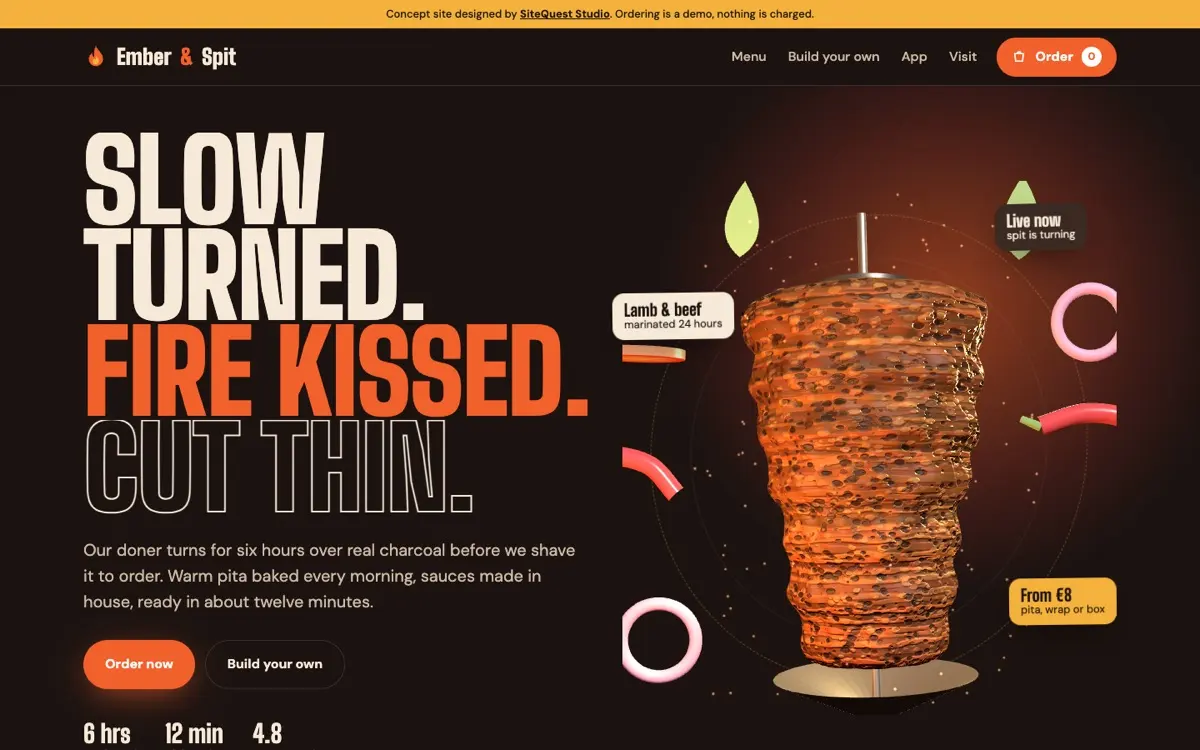 Concept site designed by SiteQuest Studio. Ordering is a demo, nothing is charged.
Ember & Spit
Menu
Build your own
App
Visit
Order 0
SLOW
TURNED.
FIRE KISSED.
CUT THIN.
Our doner turns for six hours over real charcoal before we shave
it to order. Warm pita baked every morning, sauces made in
house, ready in about twelve minutes.
Order now
Build your own
6 hrs
12 min
4.8
Live now
spit is turning
Lamb & beef
marinated 24 hours
From €8
pita, wrap or box